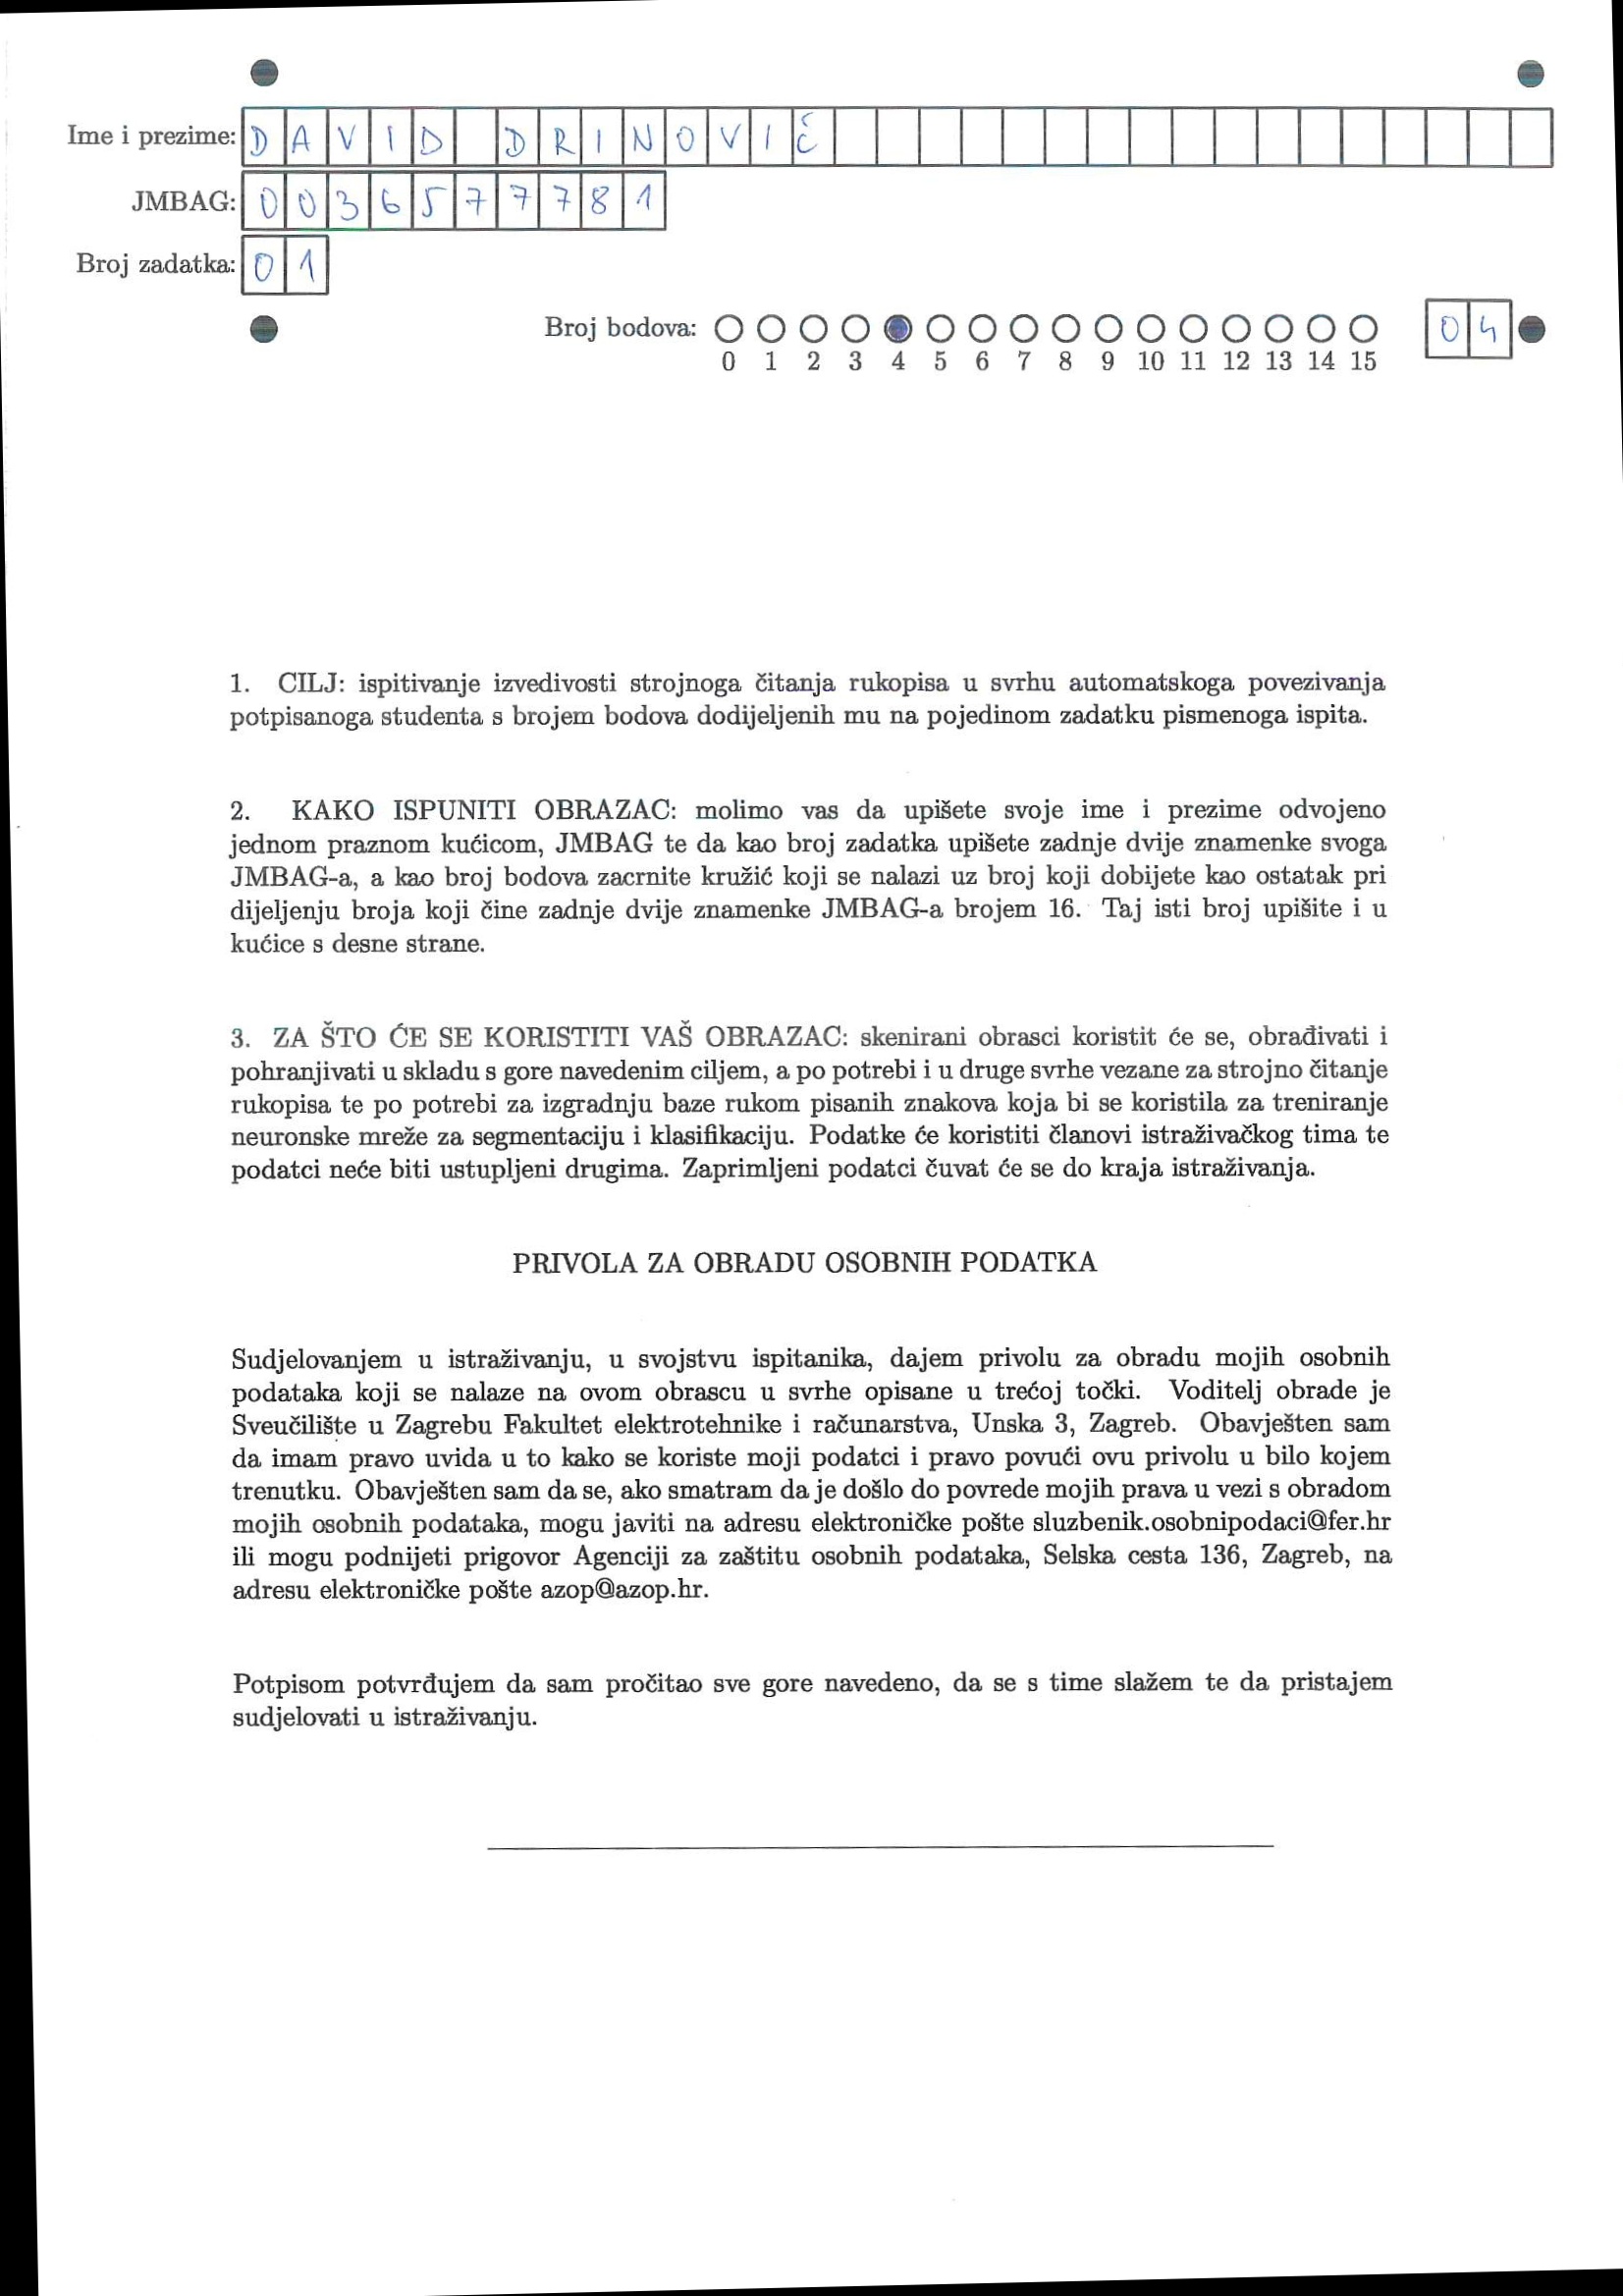 Ime i prezime: DAVID DRINOVIĆ
JMBAG: 0036577781
Broj zadatka: 01
Broj bodova: 04
0 1 2 3 4 5 6 7 8 9 10 11 12 13 14 15
1. CILJ: ispitivanje izvedivosti strojnoga čitanja rukopisa u svrhu automatskoga povezivanja
potpisanoga studenta s brojem bodova dodijeljenih mu na pojedinom zadatku pismenoga ispita.
2. KAKO ISPUNITI OBRAZAC: molimo vas da upišete svoje ime i prezime odvojeno
jednom praznom kućicom, JMBAG te da kao broj zadatka upišete zadnje dvije znamenke svoga
JMBAG-a, a kao broj bodova zacrnite kružić koji se nalazi uz broj koji dobijete kao ostatak pri
dijeljenju broja koji čine zadnje dvije znamenke JMBAG-a brojem 16. Taj isti broj upišite i u
kućice s desne strane.
3. ZA ŠTO ĆE SE KORISTITI VAŠ OBRAZAC: skenirani obrasci koristit će se, obrađivati i
pohranjivati u skladu s gore navedenim ciljem, a po potrebi i u druge svrhe vezane za strojno čitanje
rukopisa te po potrebi za izgradnju baze rukom pisanih znakova koja bi se koristila za treniranje
neuronske mreže za segmentaciju i klasifikaciju. Podatke će koristiti članovi istraživačkog tima te
podatci neće biti ustupljeni drugima. Zaprimljeni podatci čuvat će se do kraja istraživanja.
PRIVOLA ZA OBRADU OSOBNIH PODATKA
Sudjelovanjem u istraživanju, u svojstvu ispitanika, dajem privolu za obradu mojih osobnih
podataka koji se nalaze na ovom obrascu u svrhe opisane u trećoj točki. Voditelj obrade je
Sveučilište u Zagrebu Fakultet elektrotehnike i računarstva, Unska 3, Zagreb. Obavješten sam
da imam pravo uvida u to kako se koriste moji podatci i pravo povući ovu privolu u bilo kojem
trenutku. Obavješten sam da se, ako smatram da je došlo do povrede mojih prava u vezi s obradom
mojih osobnih podataka, mogu javiti na adresu elektroničke pošte sluzbenik.osobnipodaci@fer.hr
ili mogu podnijeti prigovor Agenciji za zaštitu osobnih podataka, Selska cesta 136, Zagreb, na
adresu elektroničke pošte azop@azop.hr.
Potpisom potvrđujem da sam pročitao sve gore navedeno, da se s time slažem te da pristajem
sudjelovati u istraživanju.